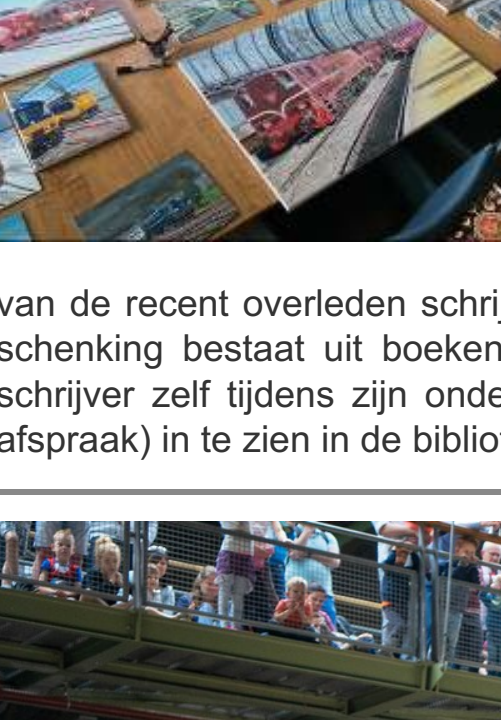 van de recent overleden schrij
schenking bestaat uit boeken
schrijver zelf tijdens zijn onde
afspraak) in te zien in de bibliot